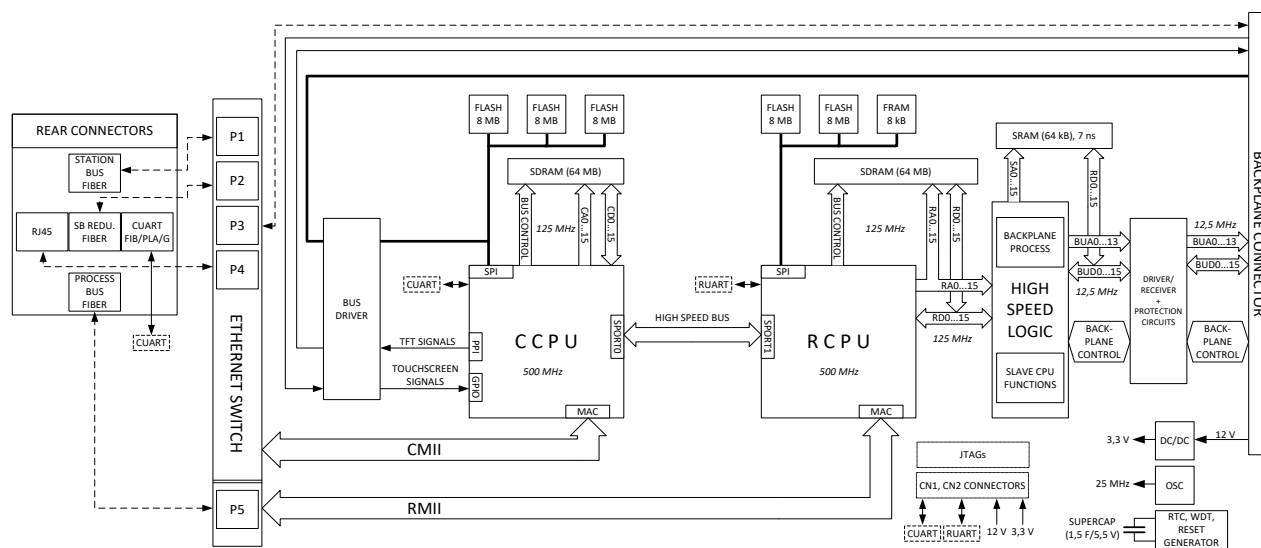 REAR CONNECTORS
STATION
BUS
FIBER
RJ45
SB REDU.
FIBER
CUART
FIB/PLA/G
PROCESS
BUS
FIBER
CUART
P1
P2
P3
P4
ETHERNET SWITCH
P5
BUS
DRIVER
FLASH
8 MB
FLASH
8 MB
FLASH
8 MB
SDRAM (64 MB)
BUS CONTROL
125 MHz
CA0...15
CD0...15
CUART
SPI
TFT SIGNALS
PPI
TOUCHSCREEN
SIGNALS
GPIO
CCPU
500 MHz
SPORT0
MAC
HIGH SPEED BUS
FLASH
8 MB
FLASH
8 MB
FRAM
8 kB
SDRAM (64 MB)
BUS CONTROL
125 MHz
RA0...15
RD0...15
RUART
SPI
SPORT1
RCPU
500 MHz
MAC
RA0...15
RD0...15
125 MHz
SRAM (64 kB), 7 ns
SA0...15
RD0...15
BACKPLANE
PROCESS
HIGH
SPEED
LOGIC
SLAVE CPU
FUNCTIONS
BUA0...13
BUD0...15
12,5 MHz
BACK-
PLANE
CONTROL
DRIVER/
RECEIVER
+
PROTECTION
CIRCUITS
12,5 MHz
BUA0...13
BUD0...15
BACK-
PLANE
CONTROL
BACKPLANE CONNECTOR
CMII
RMII
JTAGs
CN1, CN2 CONNECTORS
CUART
RUART
12 V
3,3 V
3,3 V
DC/DC
12 V
25 MHz
OSC
SUPERCAP
(1,5 F/5,5 V)
RTC, WDT,
RESET
GENERATOR